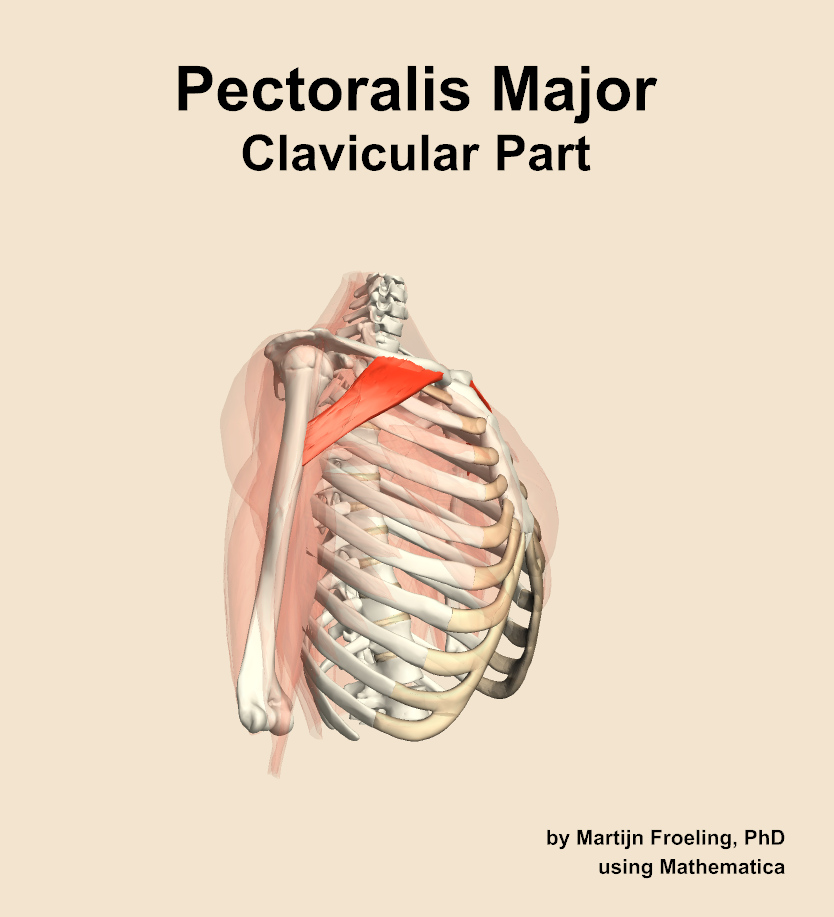 Pectoralis Major
Clavicular Part
by Martijn Froeling, PhD
using Mathematica